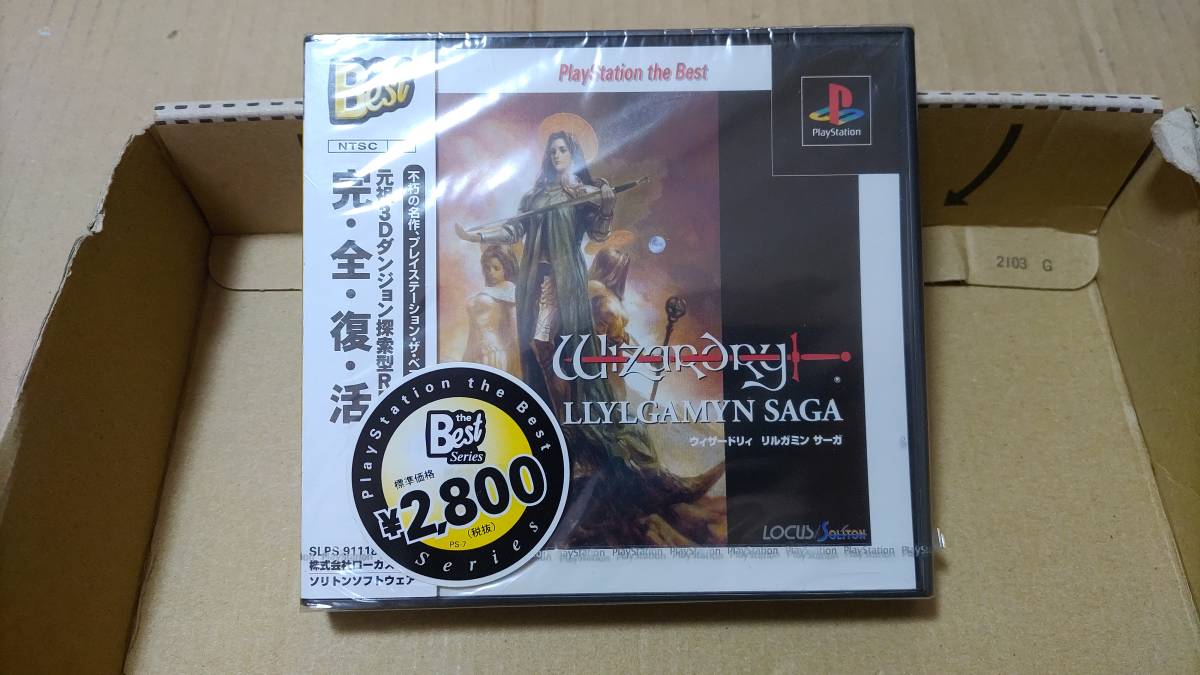 Best
NTSC
不朽の名作、プレイステーション・ザ・ベ
元祖3Dダンジョン探索型R
完・全・復・活
PlayStation the Best
PlayStation
Wizardry
LLYLGAMYN SAGA
ウィザードリィ リルガミン サーガ
LOCUS/SOLITON
PlayStation the Best
the
Best
Series
標準価格
¥2,800
(税抜)
PS-7
Series
SLPS 91118
株式会社ローカス
ソリトンソフトウェア
PlayStation PlayStation PlayStation PlayStation
2103 G